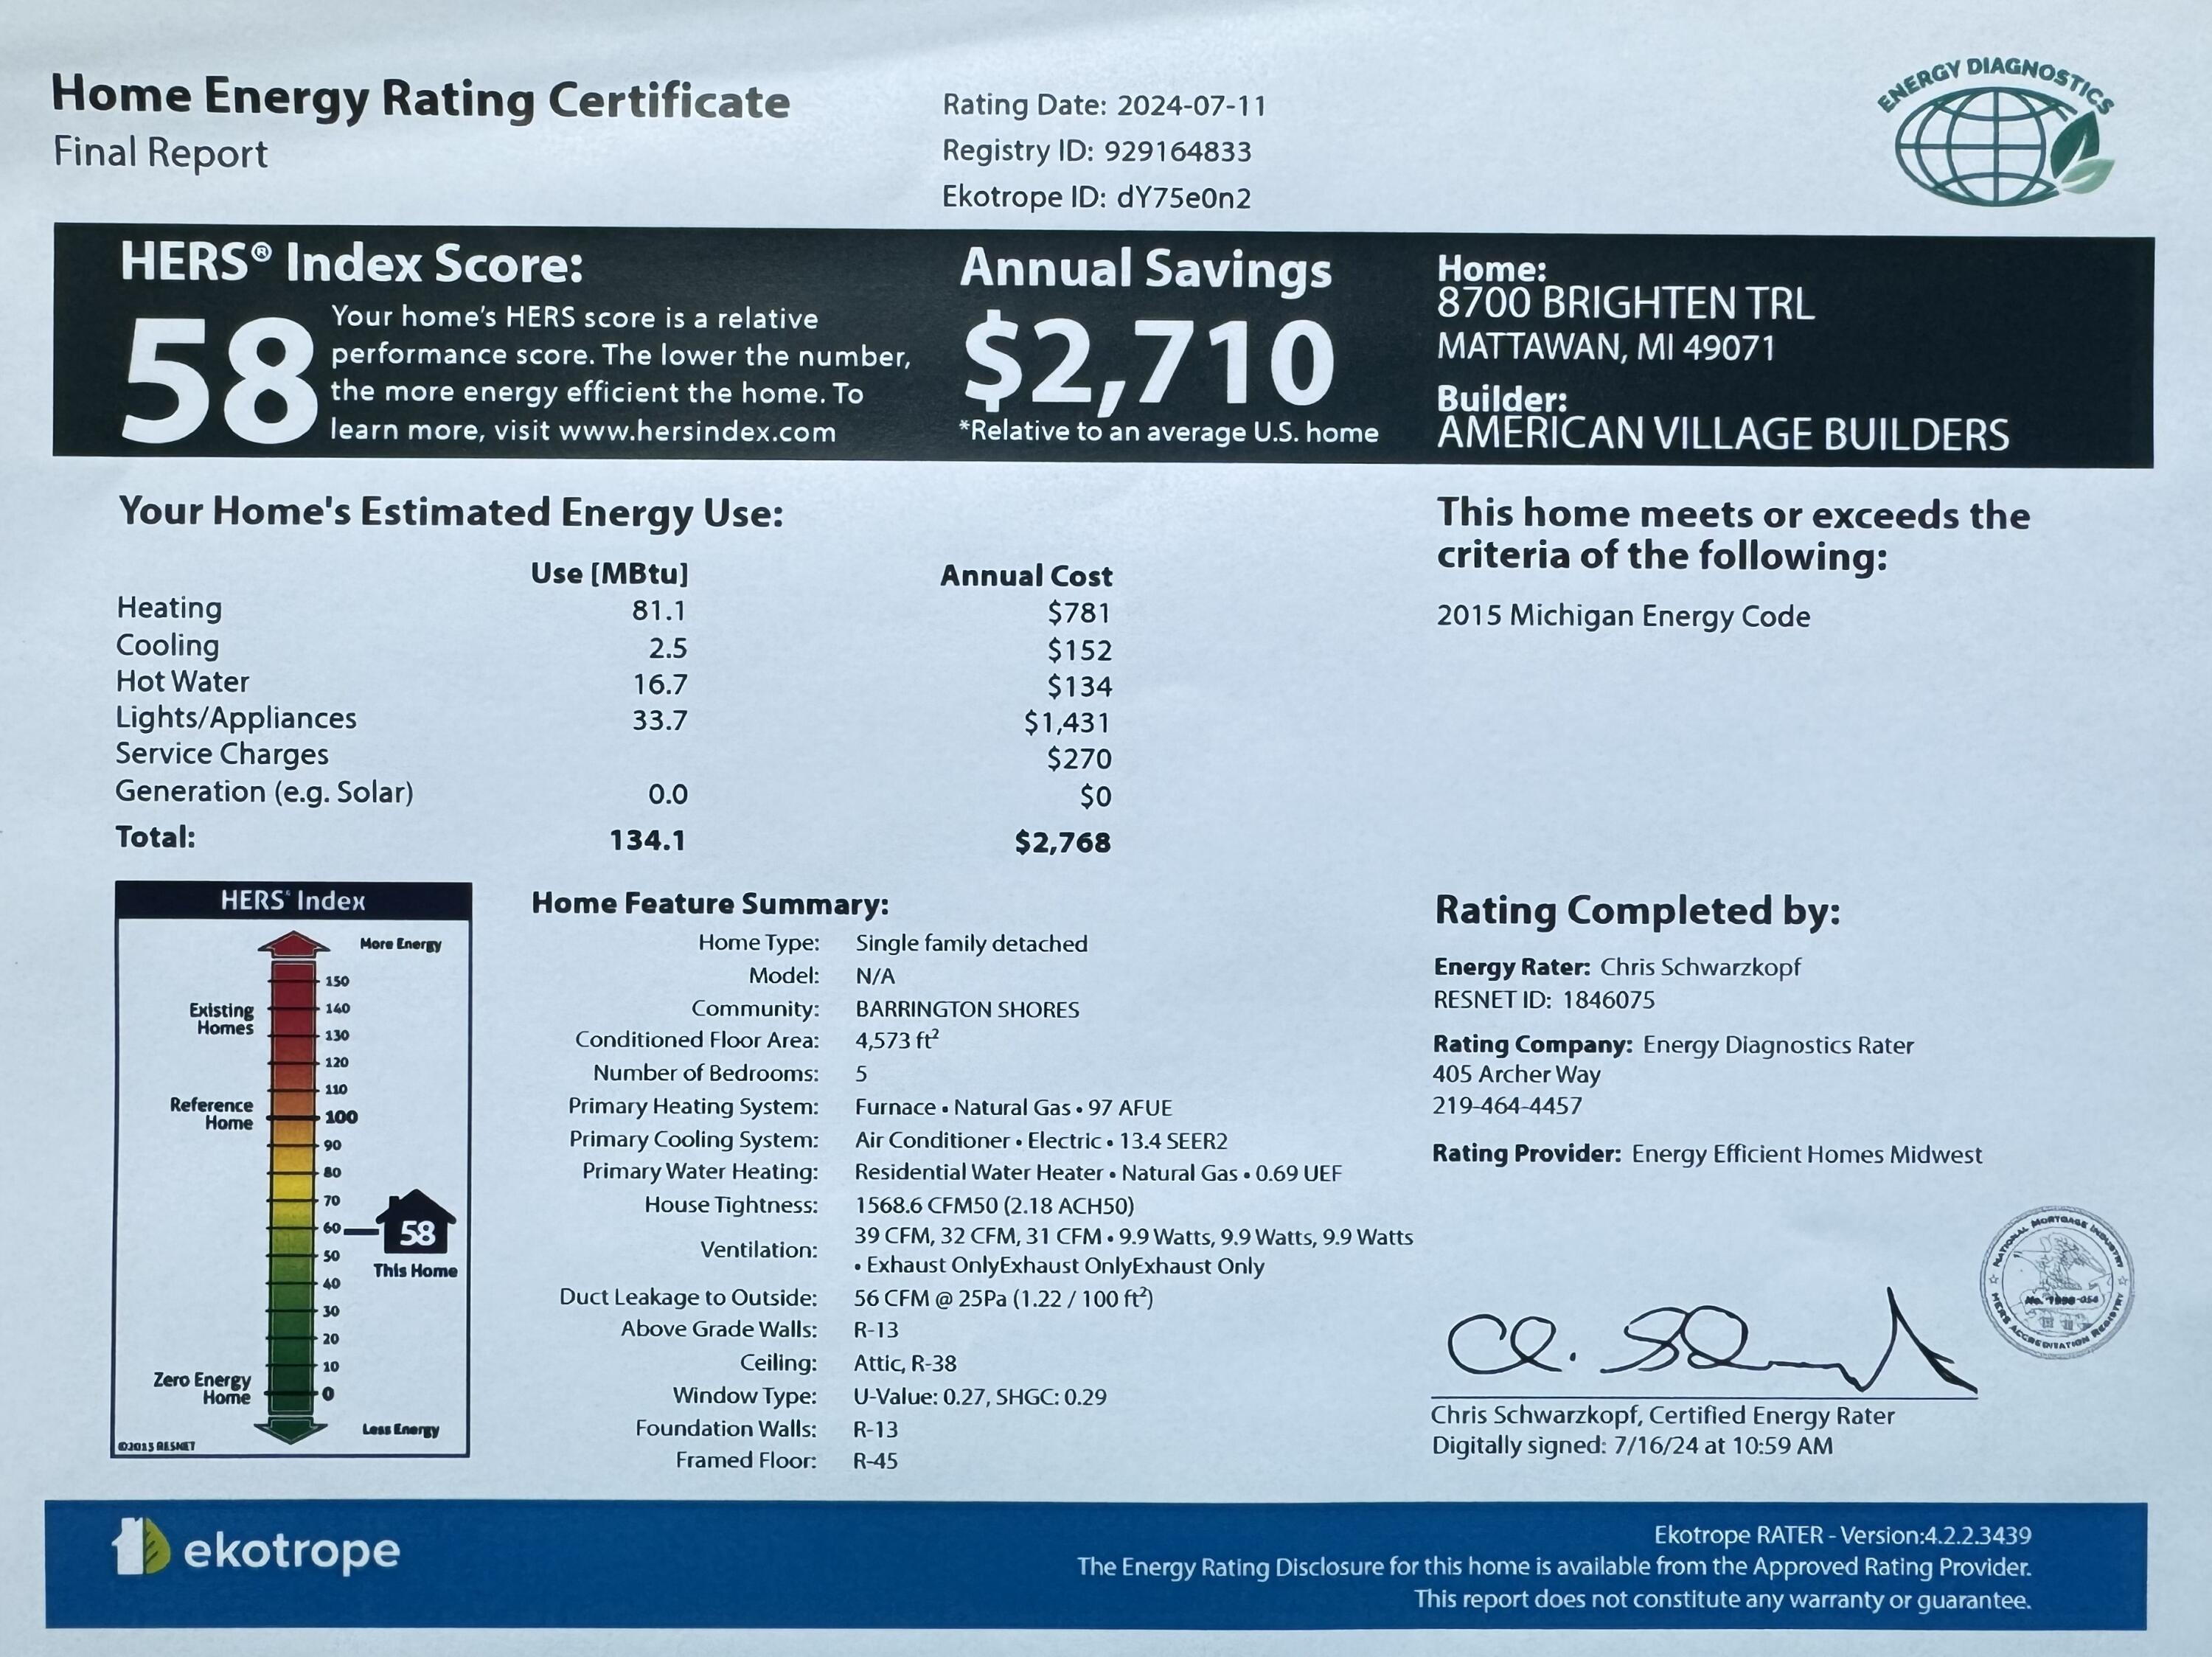 Home Energy Rating Certificate
Final Report
Rating Date: 2024-07-11
Registry ID: 929164833
Ekotrope ID: dY75e0n2
ENERGY DIAGNOSTICS
HERS® Index Score:
58
Your home's HERS score is a relative
performance score. The lower the number,
the more energy efficient the home. To
learn more, visit www.hersindex.com
Annual Savings
$2,710
*Relative to an average U.S. home
Home:
8700 BRIGHTEN TRL
MATTAWAN, MI 49071
Builder:
AMERICAN VILLAGE BUILDERS
Your Home's Estimated Energy Use:
Use [MBtu] Annual Cost
Heating 81.1 $781
Cooling 2.5 $152
Hot Water 16.7 $134
Lights/Appliances 33.7 $1,431
Service Charges $270
Generation (e.g. Solar) 0.0 $0
Total: 134.1 $2,768
This home meets or exceeds the
criteria of the following:
2015 Michigan Energy Code
HERS® Index
More Energy
150
Existing
Homes
140
130
120
110
Reference
Home
100
90
80
70
60
58
This Home
50
40
30
20
10
Zero Energy
Home
0
Less Energy
©2013 RESNET
Home Feature Summary:
Home Type: Single family detached
Model: N/A
Community: BARRINGTON SHORES
Conditioned Floor Area: 4,573 ft²
Number of Bedrooms: 5
Primary Heating System: Furnace • Natural Gas • 97 AFUE
Primary Cooling System: Air Conditioner • Electric • 13.4 SEER2
Primary Water Heating: Residential Water Heater • Natural Gas • 0.69 UEF
House Tightness: 1568.6 CFM50 (2.18 ACH50)
Ventilation: 39 CFM, 32 CFM, 31 CFM • 9.9 Watts, 9.9 Watts, 9.9 Watts
• Exhaust OnlyExhaust OnlyExhaust Only
Duct Leakage to Outside: 56 CFM @ 25Pa (1.22 / 100 ft²)
Above Grade Walls: R-13
Ceiling: Attic, R-38
Window Type: U-Value: 0.27, SHGC: 0.29
Foundation Walls: R-13
Framed Floor: R-45
Rating Completed by:
Energy Rater: Chris Schwarzkopf
RESNET ID: 1846075
Rating Company: Energy Diagnostics Rater
405 Archer Way
219-464-4457
Rating Provider: Energy Efficient Homes Midwest
NATIONAL MORTGAGE INDUSTRY
HERS ACCREDITATION REGISTRY
Chris Schwarzkopf, Certified Energy Rater
Digitally signed: 7/16/24 at 10:59 AM
ekotrope
Ekotrope RATER - Version:4.2.2.3439
The Energy Rating Disclosure for this home is available from the Approved Rating Provider.
This report does not constitute any warranty or guarantee.